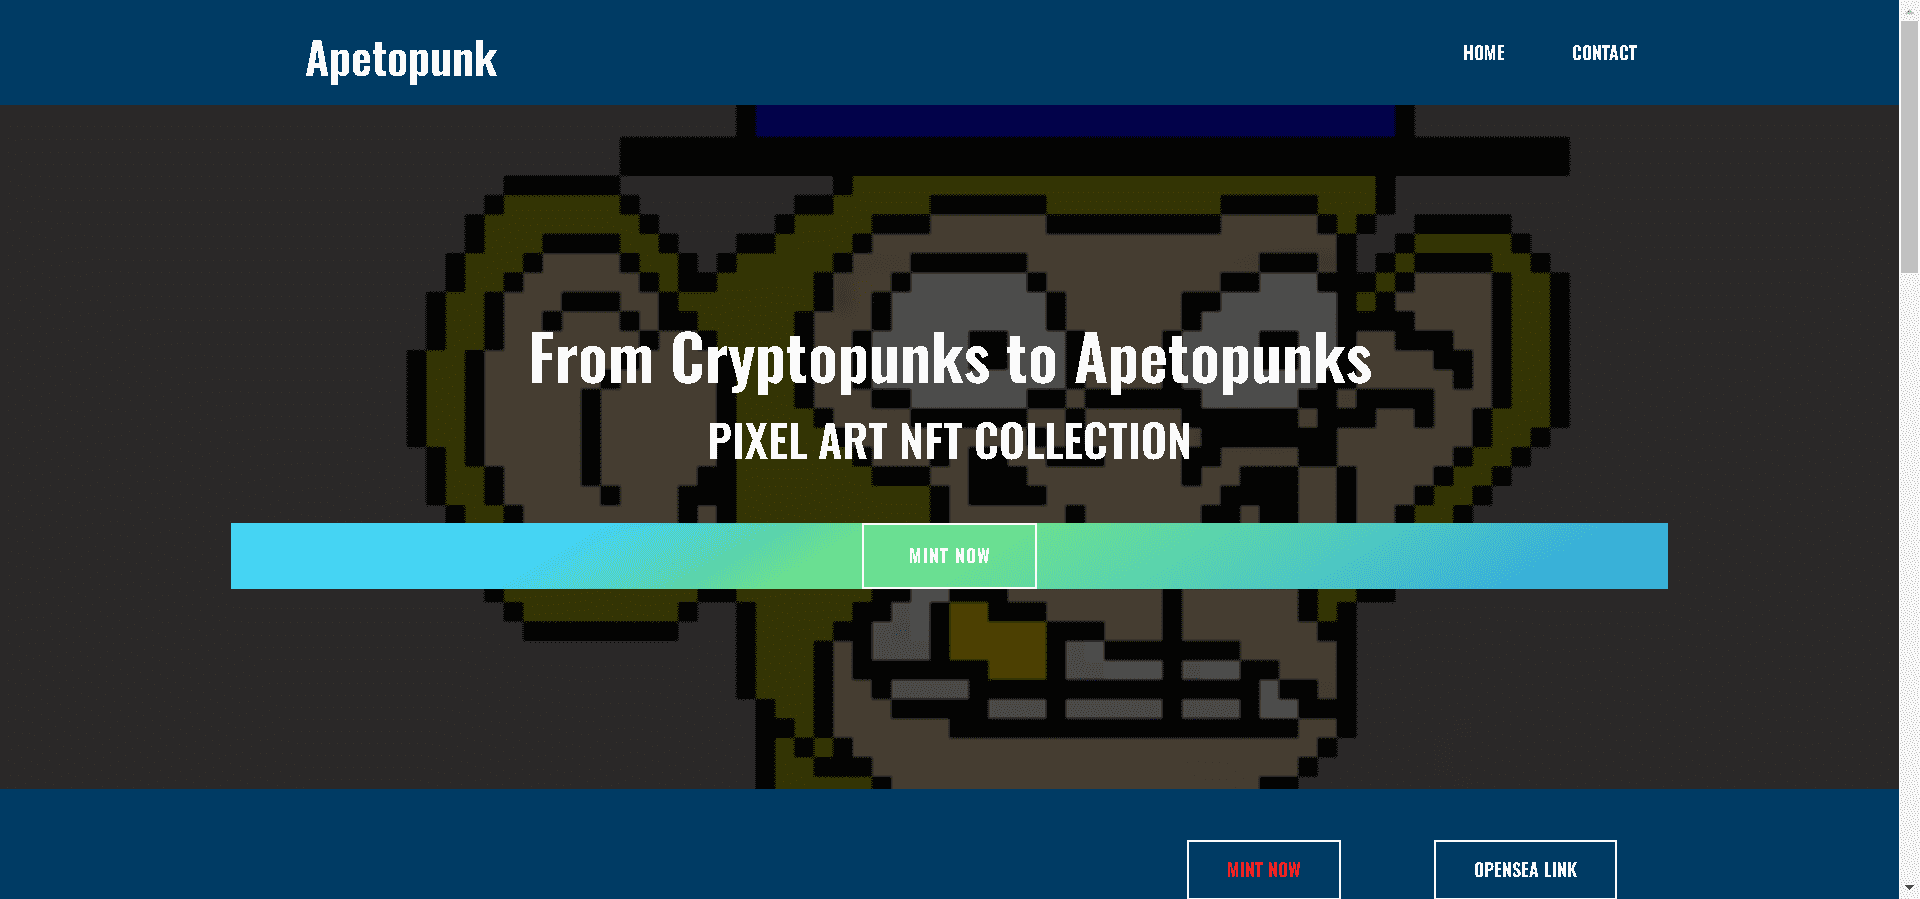 Apetopunk
HOME CONTACT
From Cryptopunks to Apetopunks
PIXEL ART NFT COLLECTION
MINT NOW
MINT NOW OPENSEA LINK